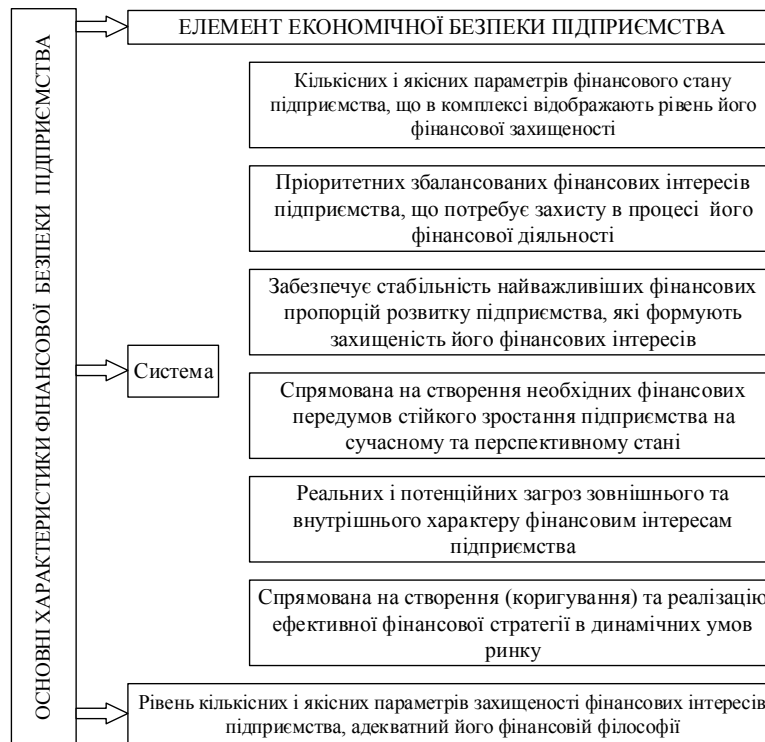 ОСНОВНІ ХАРАКТЕРИСТИКИ ФІНАНСОВОЇ БЕЗПЕКИ ПІДПРИЄМСТВА
ЕЛЕМЕНТ ЕКОНОМІЧНОЇ БЕЗПЕКИ ПІДПРИЄМСТВА
Кількісних і якісних параметрів фінансового стану
підприємства, що в комплексі відображають рівень його
фінансової захищеності
Пріоритетних збалансованих фінансових інтересів
підприємства, що потребує захисту в процесі його
фінансової діяльності
Забезпечує стабільність найважливіших фінансових
пропорцій розвитку підприємства, які формують
захищеність його фінансових інтересів
Система
Спрямована на створення необхідних фінансових
передумов стійкого зростання підприємства на
сучасному та перспективному стані
Реальних і потенційних загроз зовнішнього та
внутрішнього характеру фінансовим інтересам
підприємства
Спрямована на створення (коригування) та реалізацію
ефективної фінансової стратегії в динамічних умов
ринку
Рівень кількісних і якісних параметрів захищеності фінансових інтересів
підприємства, адекватний його фінансовій філософії